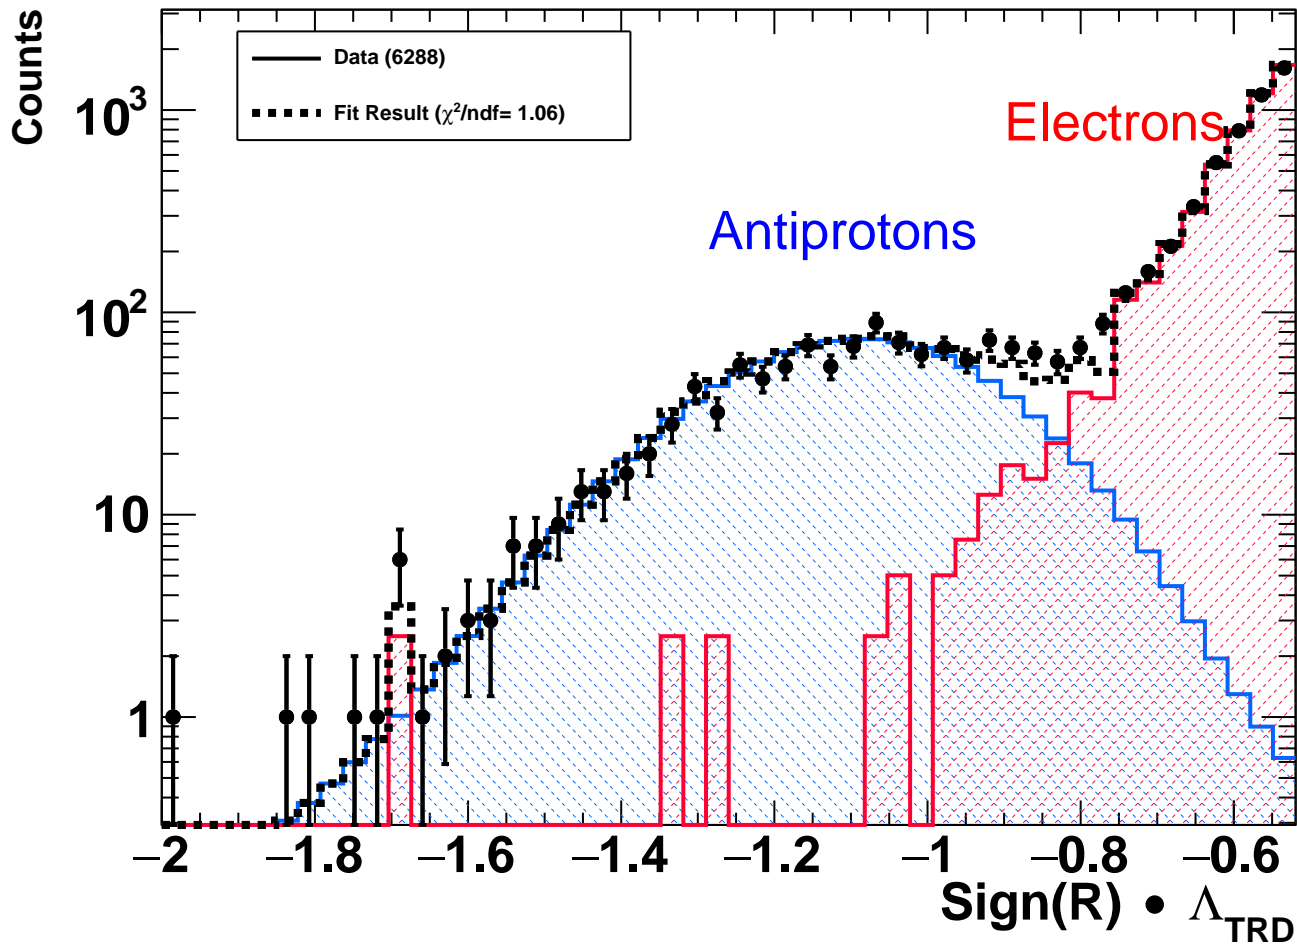 Counts
Data (6288)
Fit Result (χ²/ndf= 1.06)
Electrons
Antiprotons
10³
10²
10
1
−2 −1.8 −1.6 −1.4 −1.2 −1 −0.8 −0.6
Sign(R) • Λ_TRD